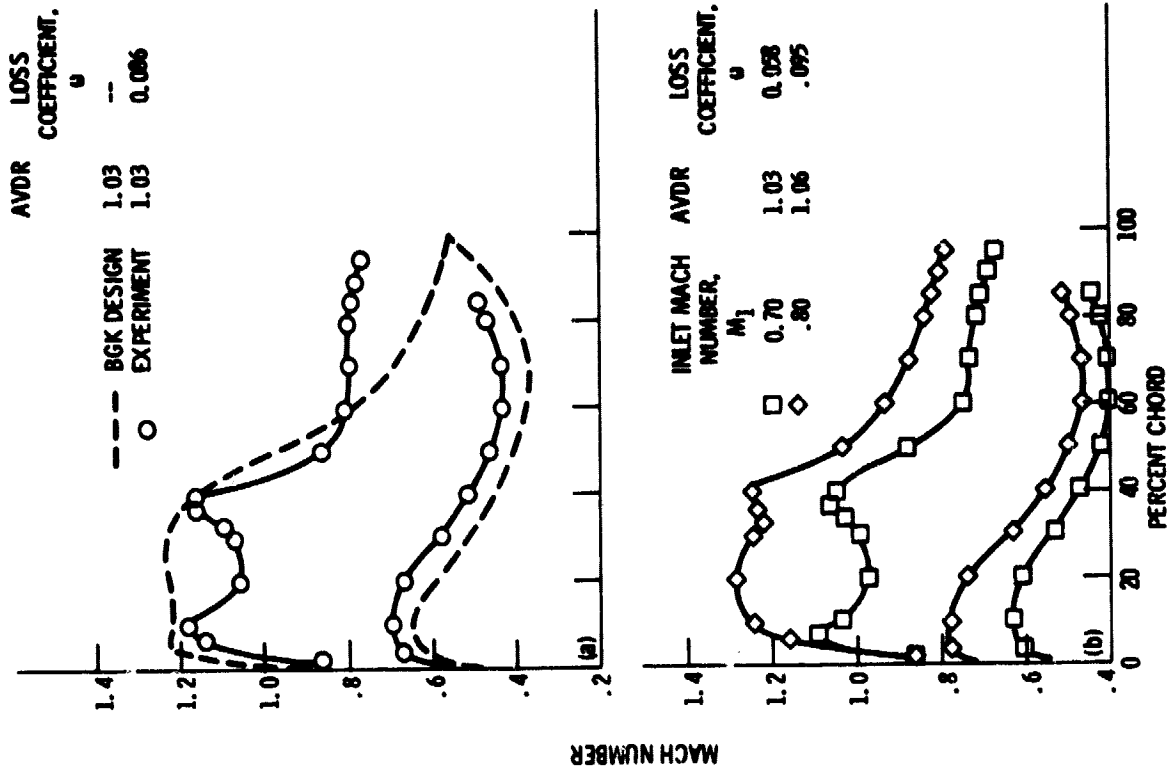 AVDR LOSS
COEFFICIENT,
ω
BGK DESIGN 1.03 --
EXPERIMENT 1.03 0.086
1.4
1.2
1.0
.8
.6
.4
.2
(a)
INLET MACH AVDR LOSS
NUMBER, COEFFICIENT,
M1 ω
0.70 1.03 0.058
.80 1.06 .095
1.4
1.2
1.0
.8
.6
.4
(b)
0 20 40 60 80 100
PERCENT CHORD
MACH NUMBER